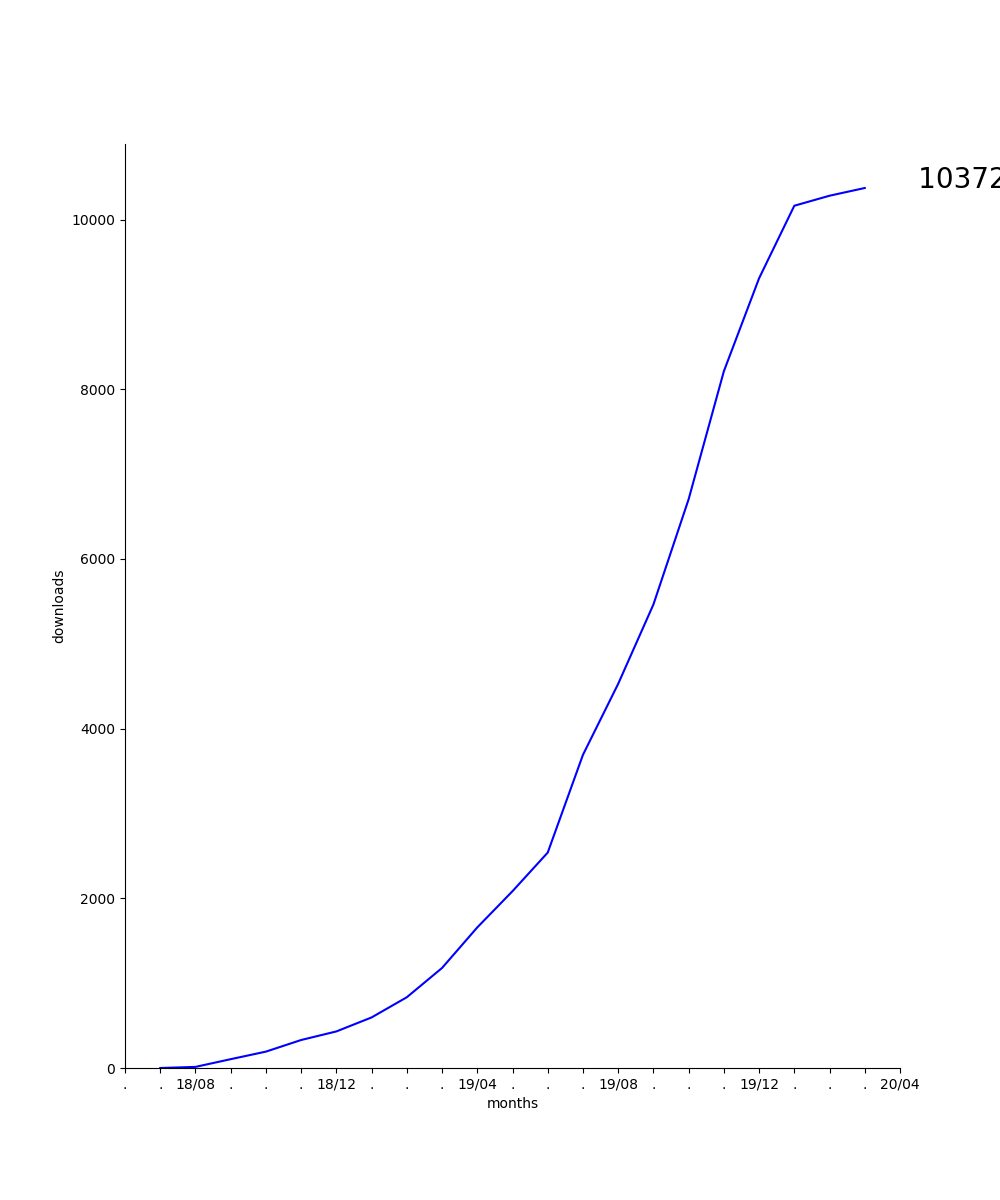 10372
10000
8000
6000
downloads
4000
2000
0
. . 18/08 . . . 18/12 . . . 19/04 . . . 19/08 . . . 19/12 . . . 20/04
months